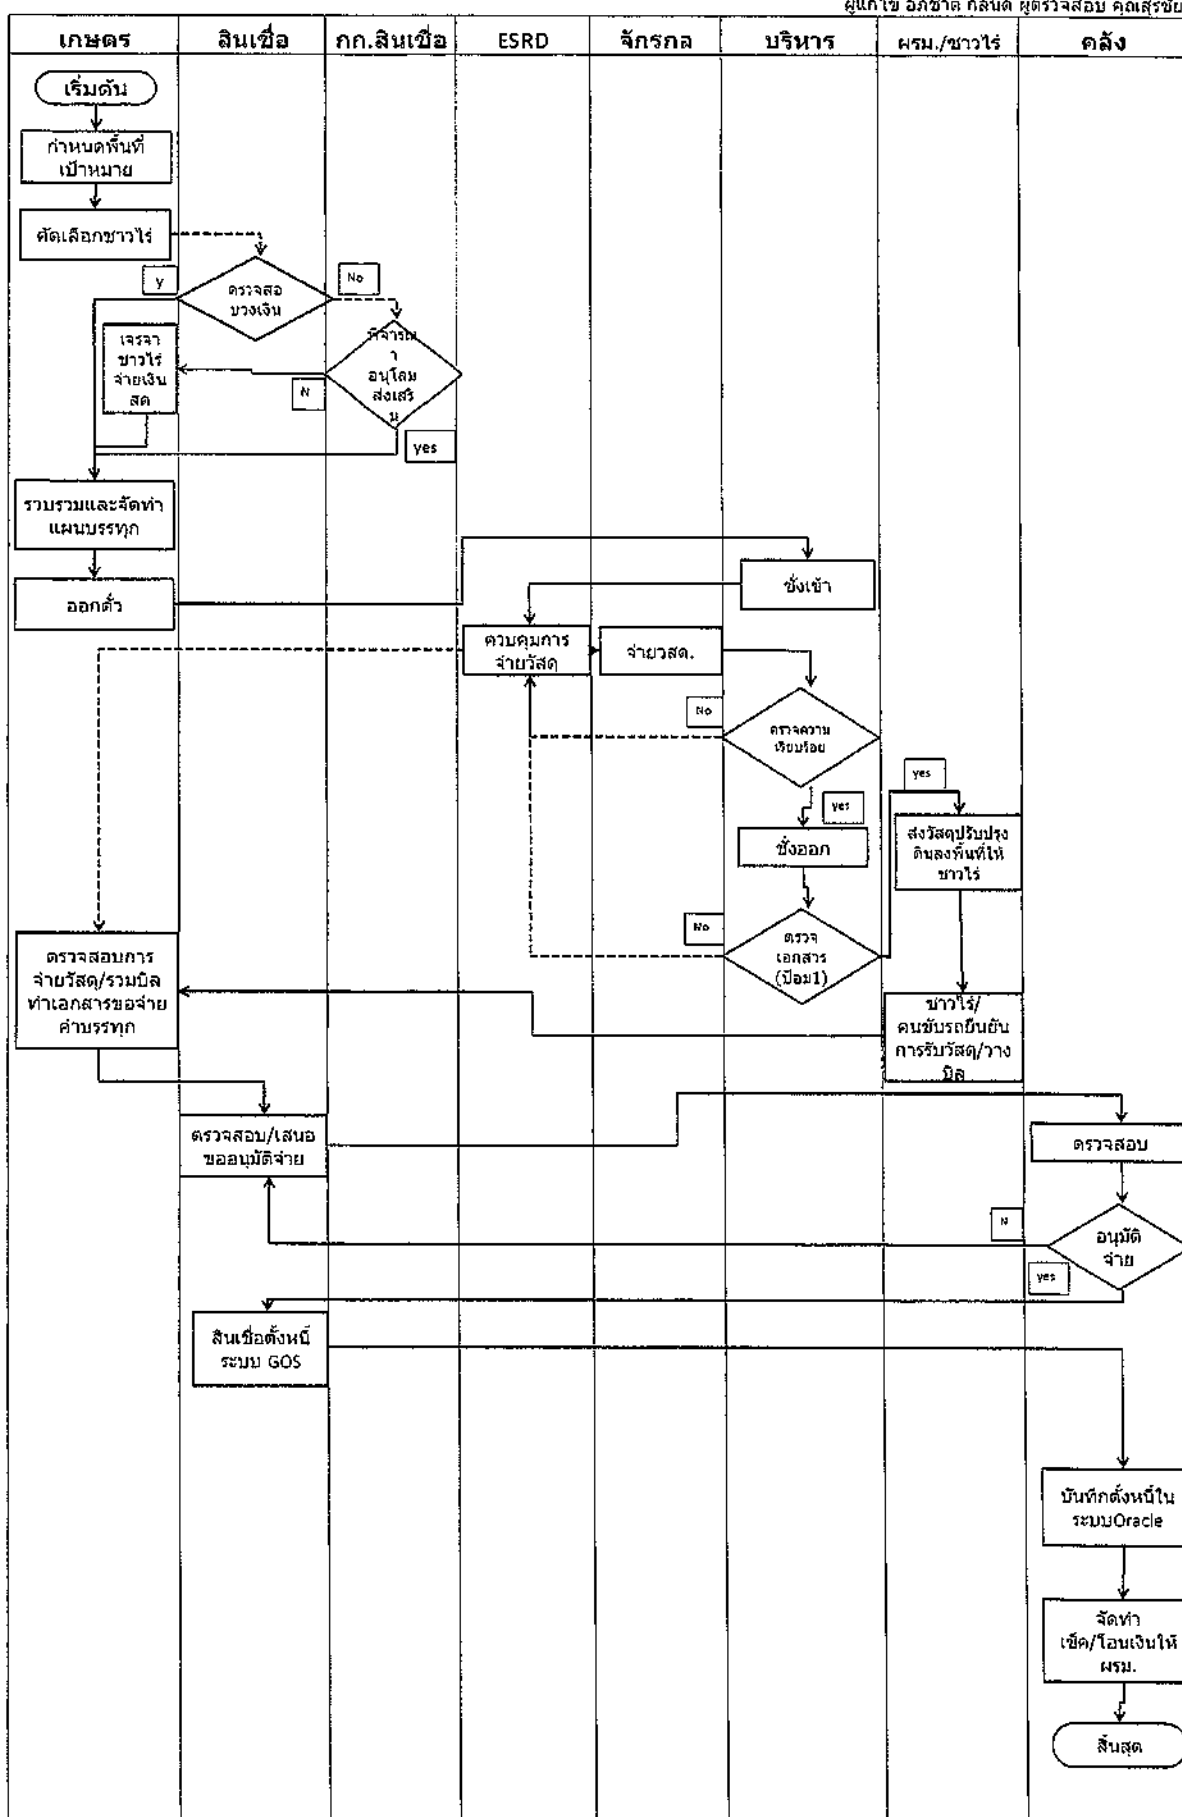 ผู้แก้ไข อภิชาติ กลนดี ผู้ตรวจสอบ คุณสุรชัย
เกษตร สินเชื่อ กก.สินเชื่อ ESRD จักรกล บริหาร ผรม./ชาวไร่ คลัง
เริ่มต้น
กำหนดพื้นที่
เป้าหมาย
คัดเลือกชาวไร่
y
ตรวจสอ
บวงเงิน
No
พิจารณ
า
อนุโลม
ส่งเสริ
ม
เจรจา
ชาวไร่
จ่ายเงิน
สด
N
yes
รวบรวมและจัดทำ
แผนบรรทุก
ออกตั๋ว
ชั่งเข้า
ควบคุมการ
จ่ายวัสดุ
จ่ายวสด.
No
ตรวจความ
เรียบร้อย
yes
yes
ชั่งออก
ส่งวัสดุปรับปรุง
ดินลงพื้นที่ให้
ชาวไร่
No
ตรวจ
เอกสาร
(ป้อม1)
ตรวจสอบการ
จ่ายวัสดุ/รวมบิล
ทำเอกสารขอจ่าย
ค่าบรรทุก
ชาวไร่/
คนขับรถยืนยัน
การรับวัสดุ/วาง
บิล
ตรวจสอบ/เสนอ
ขออนุมัติจ่าย
ตรวจสอบ
N
อนุมัติ
จ่าย
yes
สินเชื่อตั้งหนี้
ระบบ GOS
บันทึกตั้งหนี้ใน
ระบบOracle
จัดทำ
เช็ค/โอนเงินให้
ผรม.
สิ้นสุด